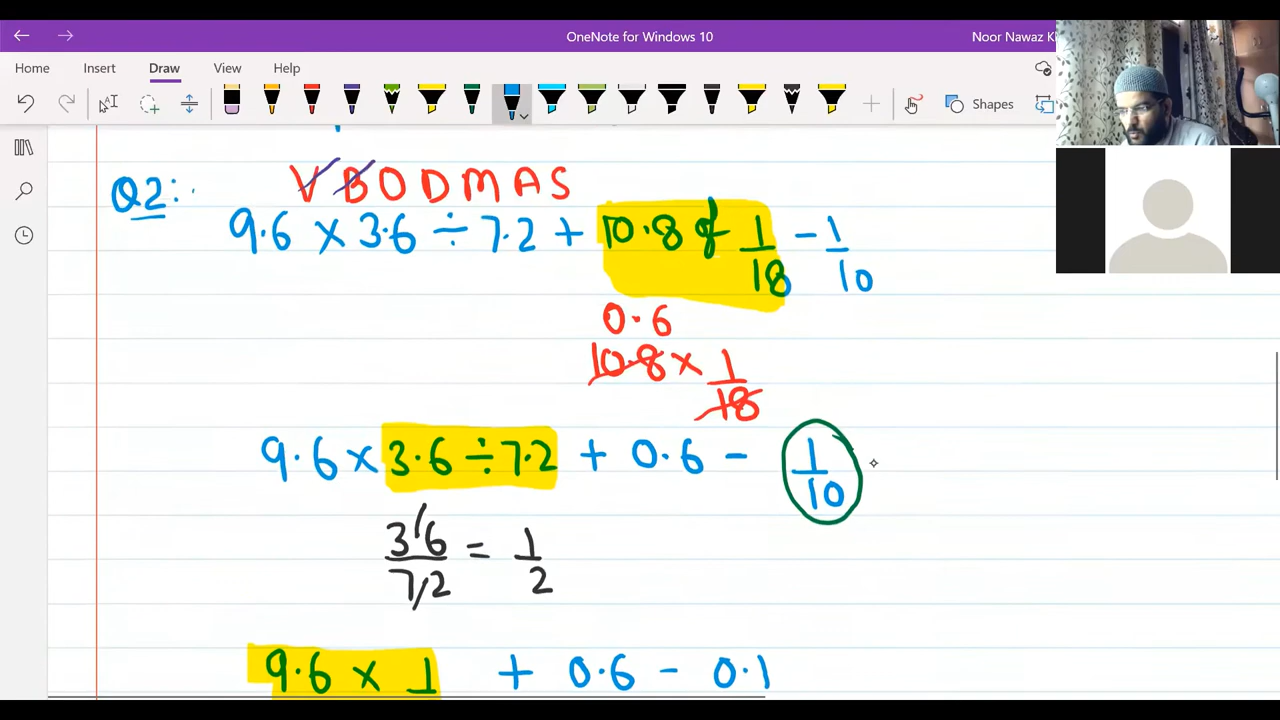 OneNote for Windows 10
Noor Nawaz K
Home Insert Draw View Help
Shapes
Q2:- V B O D M A S
9.6 × 3.6 ÷ 7.2 + 10.8 of 1/18 - 1/10
0.6
10.8 × 1/18
9.6 × 3.6 ÷ 7.2 + 0.6 - 1/10
3.6/7.2 = 1/2
9.6 × 1 + 0.6 - 0.1